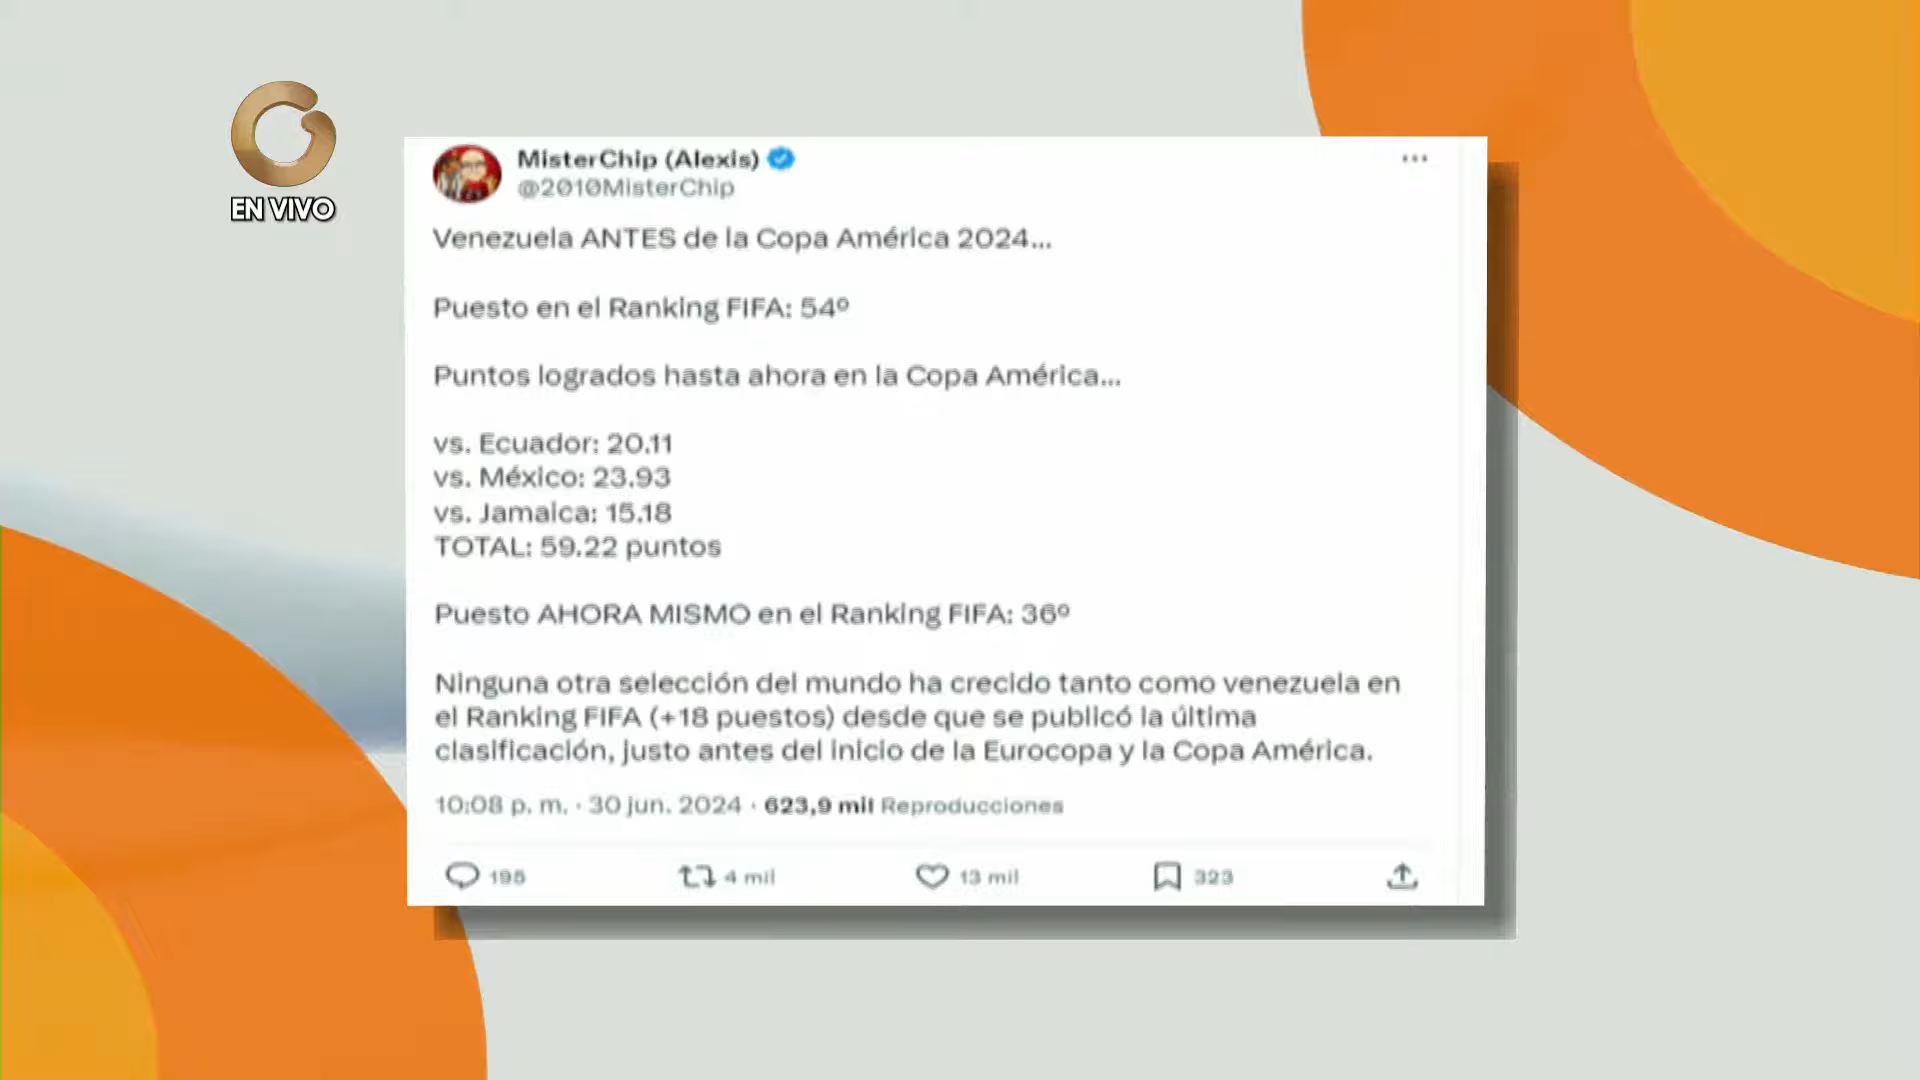 EN VIVO
MisterChip (Alexis)
@2010MisterChip
Venezuela ANTES de la Copa América 2024...
Puesto en el Ranking FIFA: 54º
Puntos logrados hasta ahora en la Copa América...
vs. Ecuador: 20.11
vs. México: 23.93
vs. Jamaica: 15.18
TOTAL: 59.22 puntos
Puesto AHORA MISMO en el Ranking FIFA: 36º
Ninguna otra selección del mundo ha crecido tanto como venezuela en
el Ranking FIFA (+18 puestos) desde que se publicó la última
clasificación, justo antes del inicio de la Eurocopa y la Copa América.
10:08 p. m. · 30 jun. 2024 · 623,9 mil Reproducciones
195 4 mil 13 mil 323